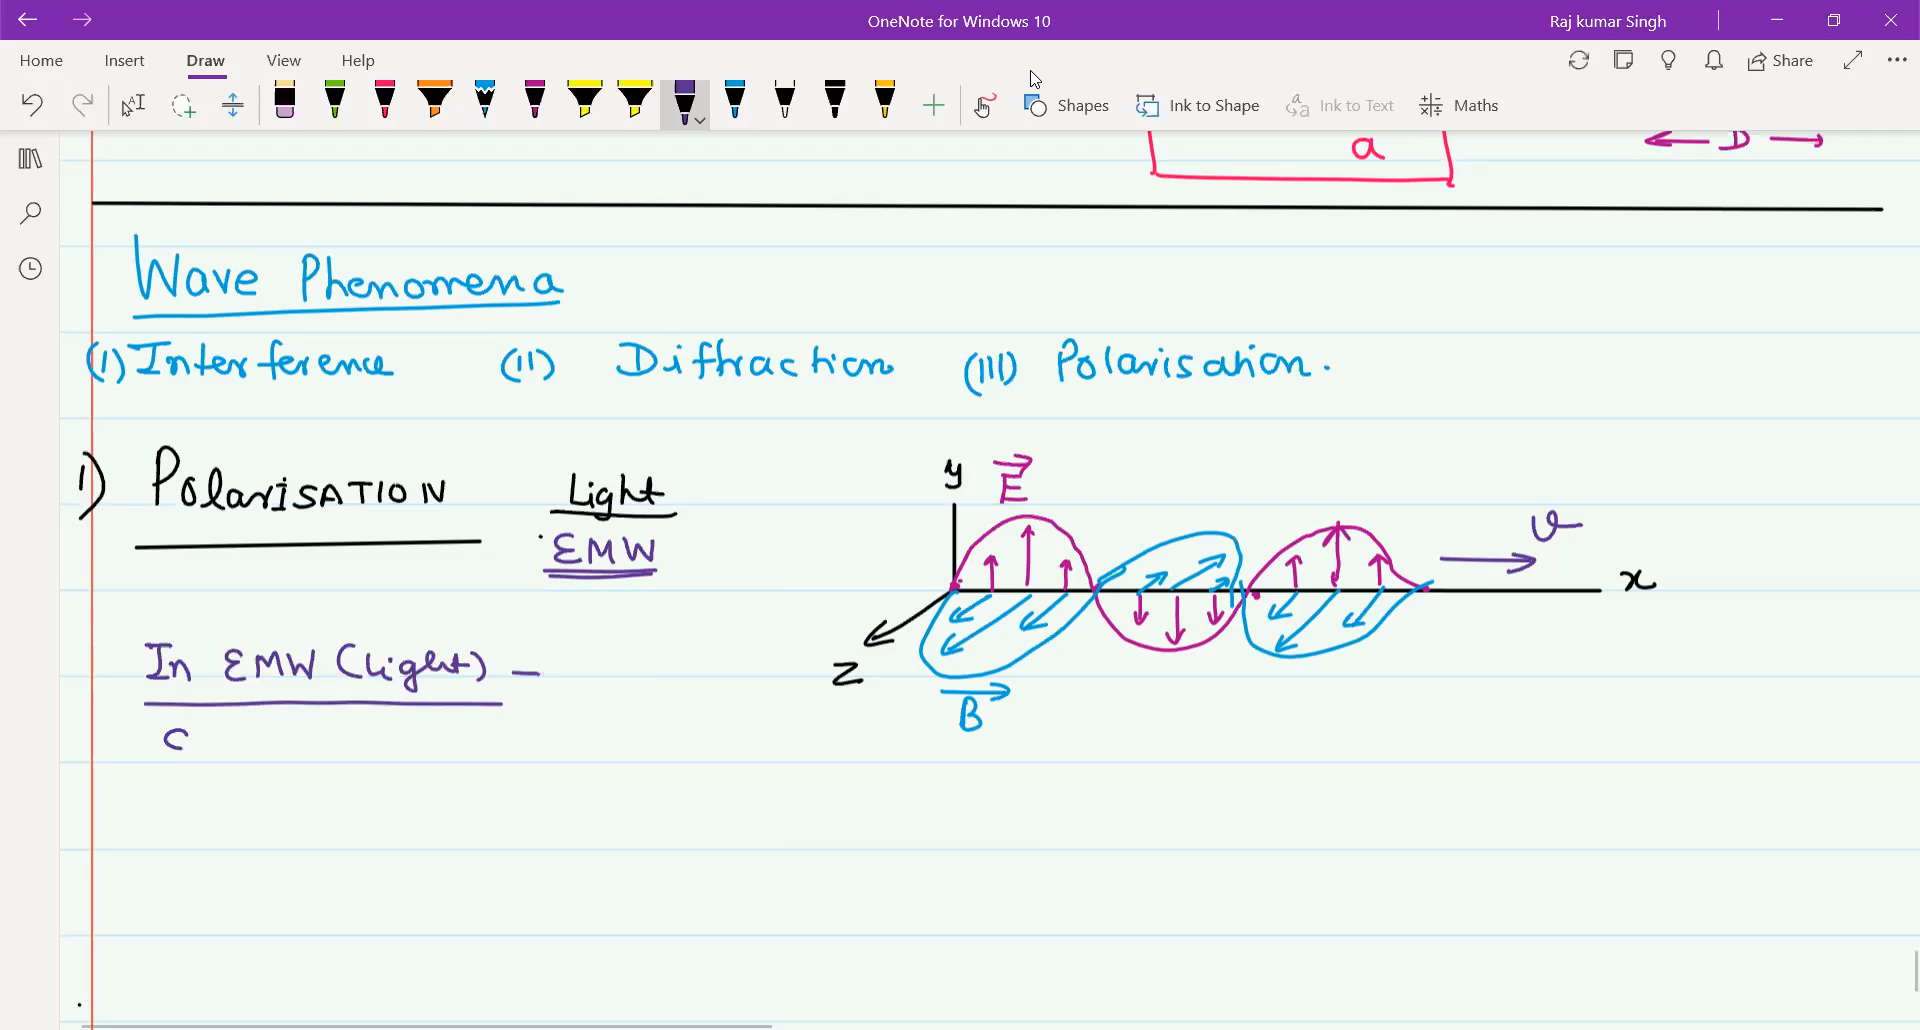 OneNote for Windows 10
Raj kumar Singh
Home Insert Draw View Help
Share
Shapes Ink to Shape Ink to Text Maths
a
D
Wave Phenomena
(I) Interference (II) Diffraction (III) Polarisation.
1) PolariSATION Light
EMW
y E
v
x
z
B
In EMW (Light) –
C